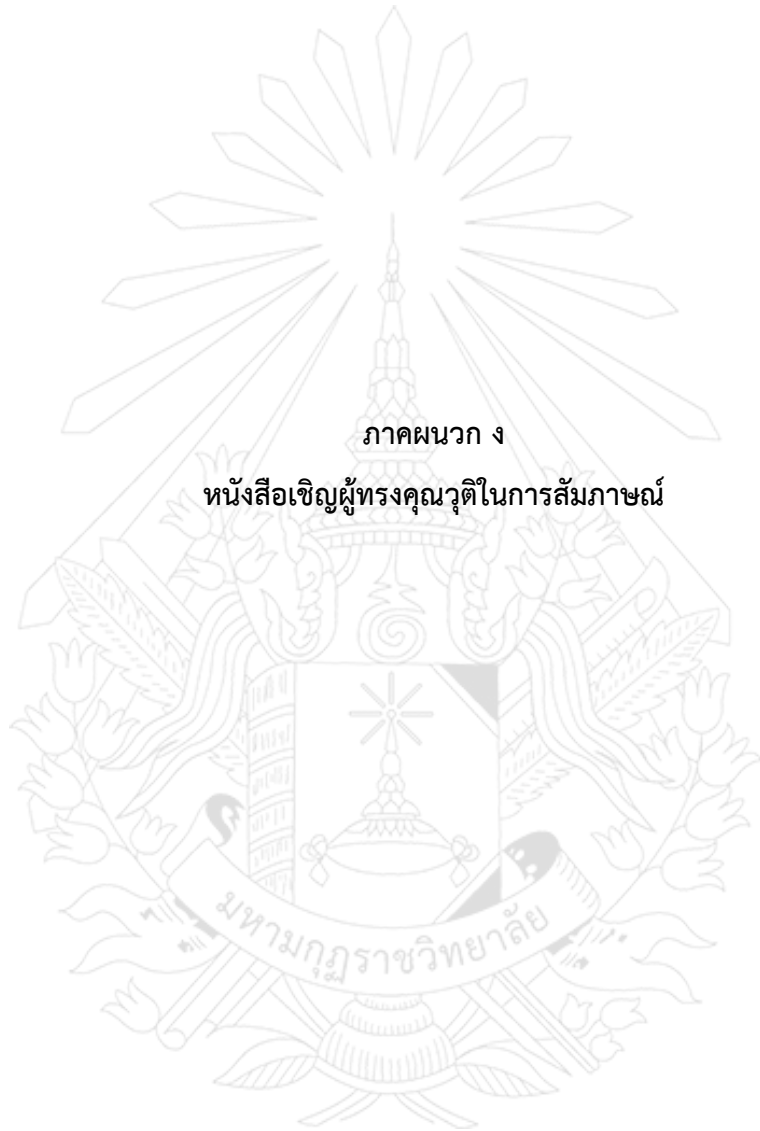 ภาคผนวก ง
หนังสือเชิญผู้ทรงคุณวุฒิในการสัมภาษณ์
มหามกุฏราชวิทยาลัย